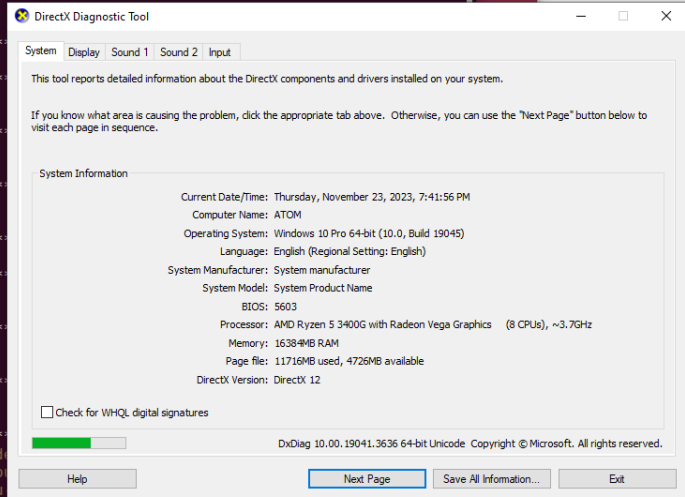 DirectX Diagnostic Tool
System Display Sound 1 Sound 2 Input
This tool reports detailed information about the DirectX components and drivers installed on your system.
If you know what area is causing the problem, click the appropriate tab above. Otherwise, you can use the "Next Page" button below to
visit each page in sequence.
System Information
Current Date/Time: Thursday, November 23, 2023, 7:41:56 PM
Computer Name: ATOM
Operating System: Windows 10 Pro 64-bit (10.0, Build 19045)
Language: English (Regional Setting: English)
System Manufacturer: System manufacturer
System Model: System Product Name
BIOS: 5603
Processor: AMD Ryzen 5 3400G with Radeon Vega Graphics (8 CPUs), ~3.7GHz
Memory: 16384MB RAM
Page file: 11716MB used, 4726MB available
DirectX Version: DirectX 12
Check for WHQL digital signatures
DxDiag 10.00.19041.3636 64-bit Unicode Copyright © Microsoft. All rights reserved.
Help Next Page Save All Information... Exit